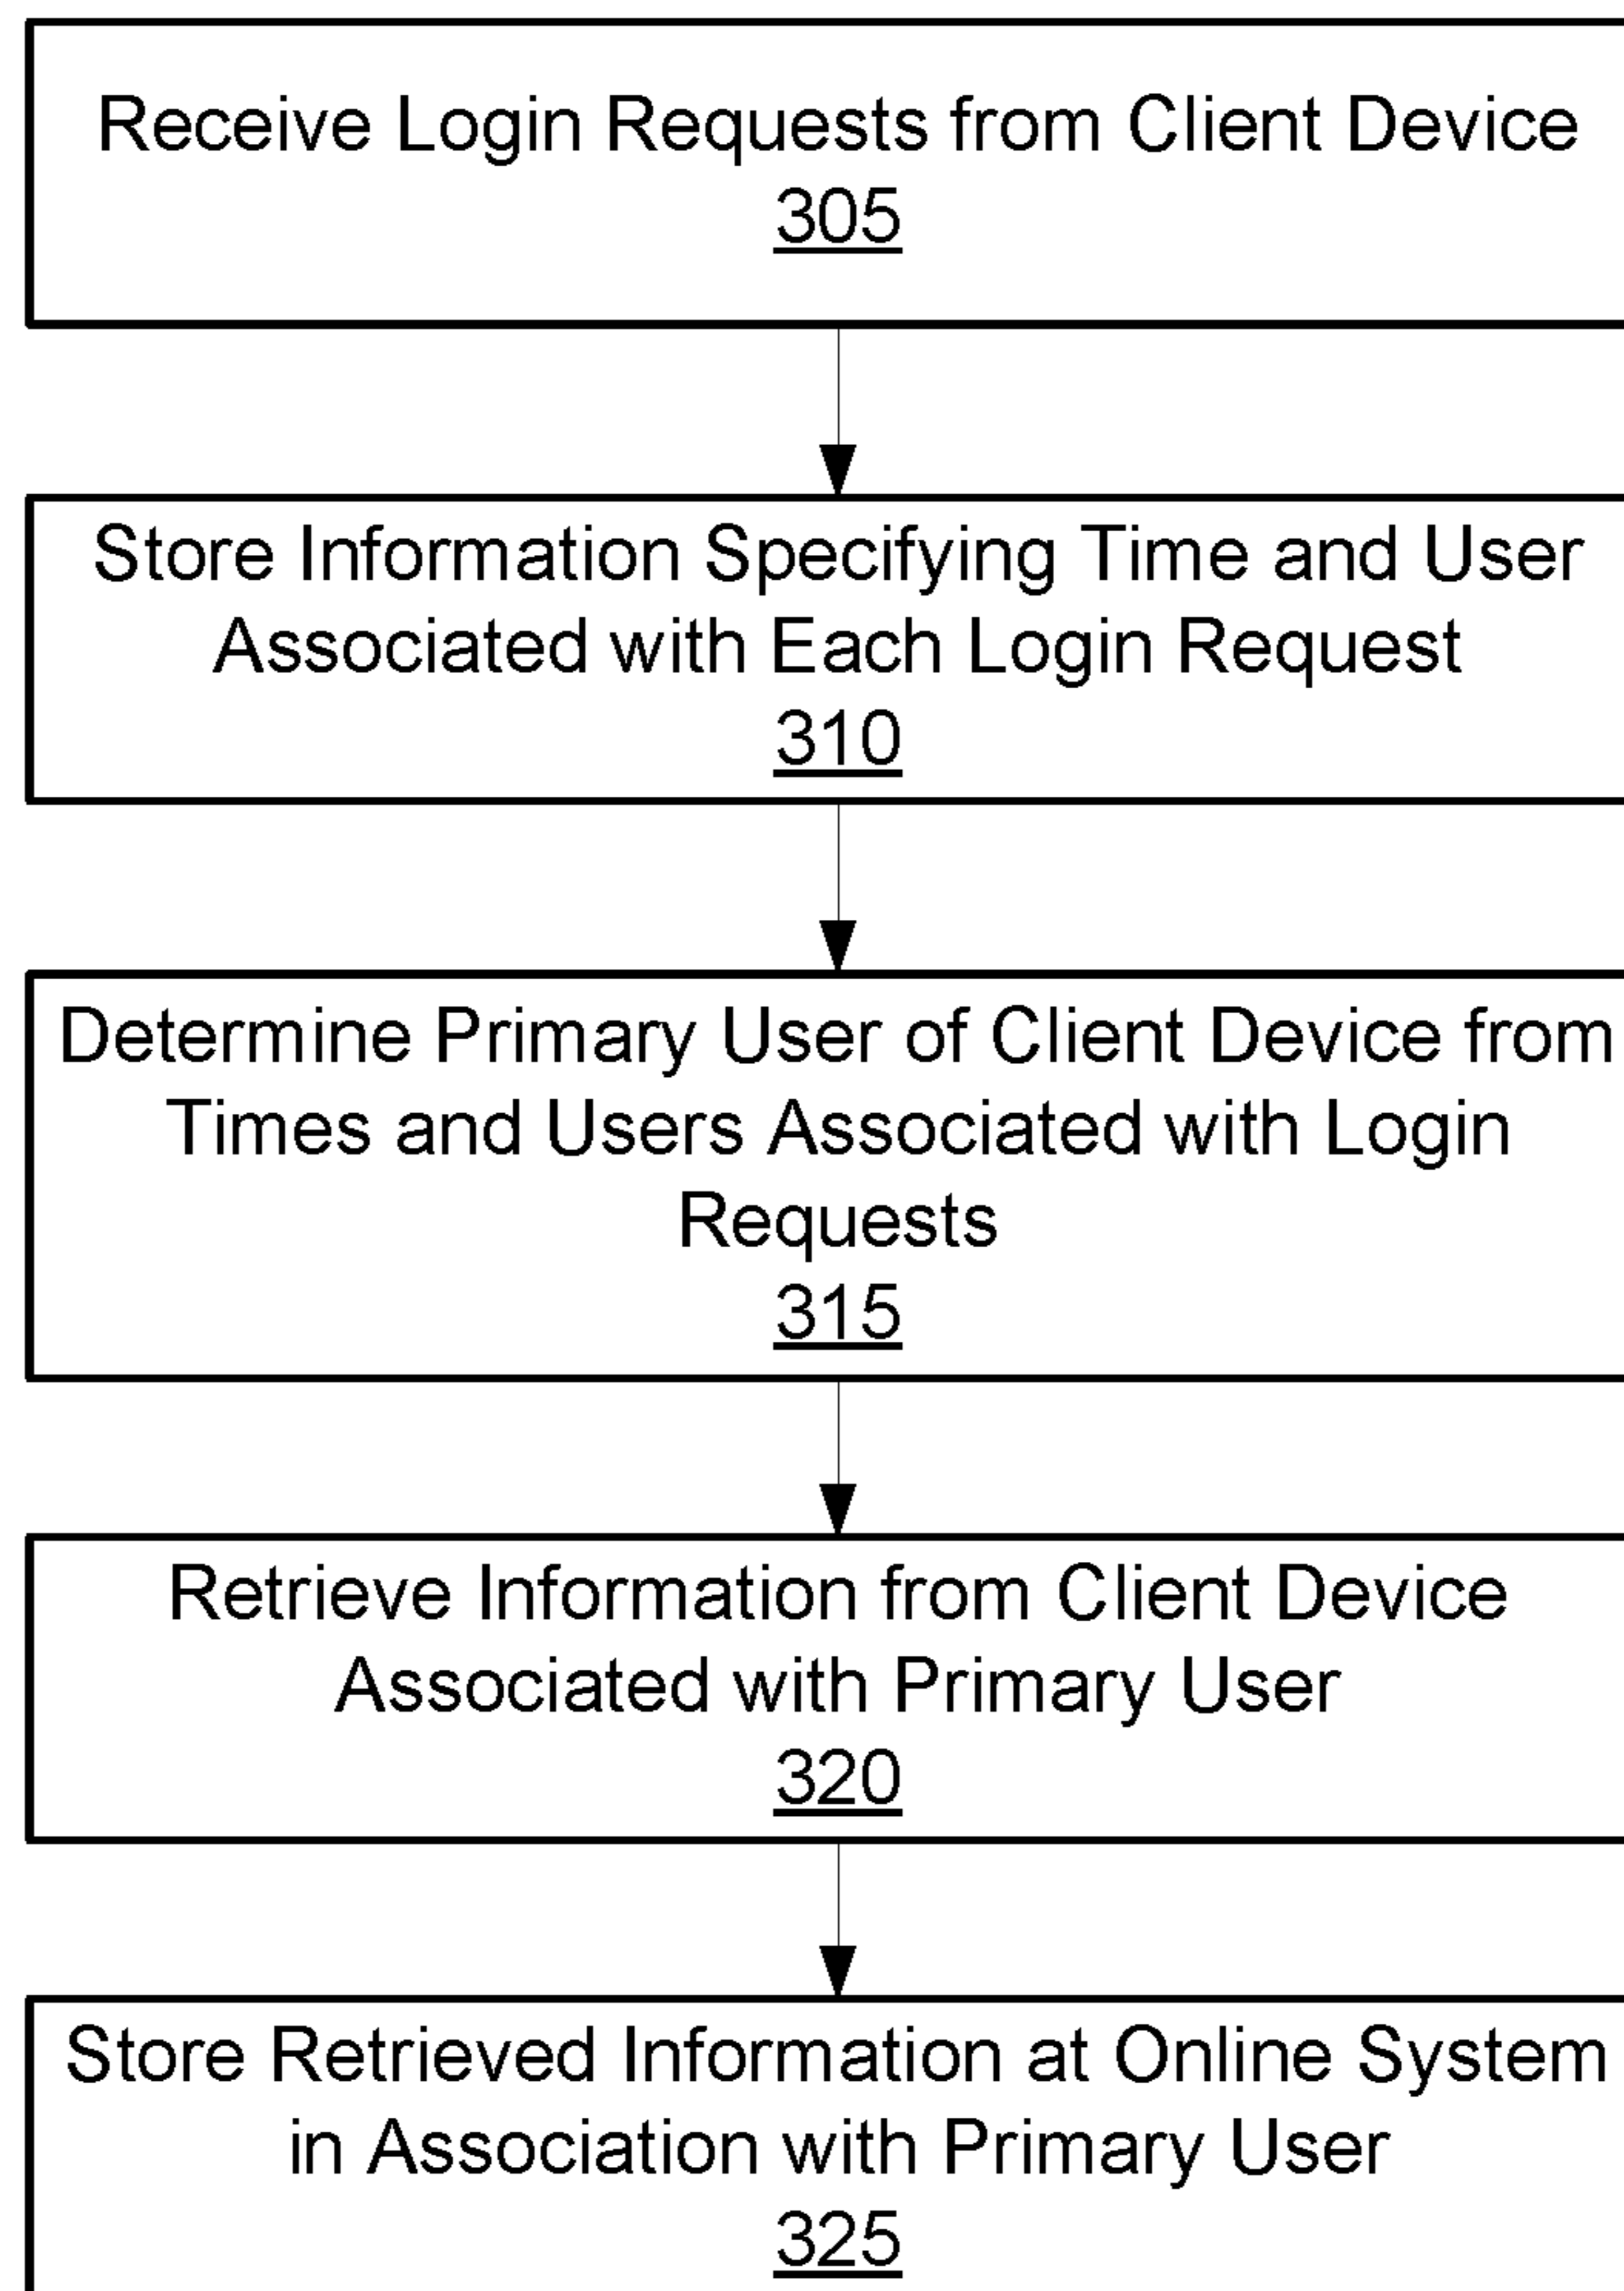 Receive Login Requests from Client Device
305
Store Information Specifying Time and User
Associated with Each Login Request
310
Determine Primary User of Client Device from
Times and Users Associated with Login
Requests
315
Retrieve Information from Client Device
Associated with Primary User
320
Store Retrieved Information at Online System
in Association with Primary User
325